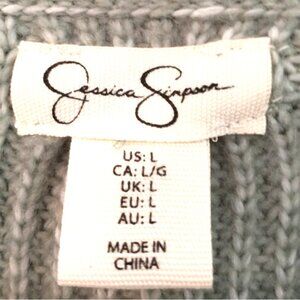 Jessica Simpson
US: L
CA: L/G
UK: L
EU: L
AU: L
MADE IN
CHINA